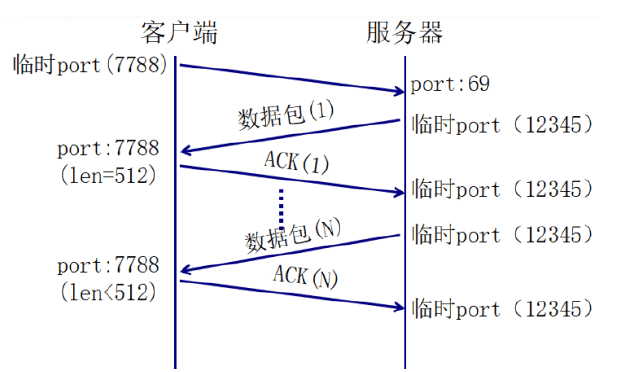 客户端
服务器
临时port(7788)
port:69
数据包(1)
临时port（12345）
port:7788
(len=512)
ACK(1)
临时port（12345）
数据包(N)
临时port（12345）
port:7788
(len<512)
ACK(N)
临时port（12345）